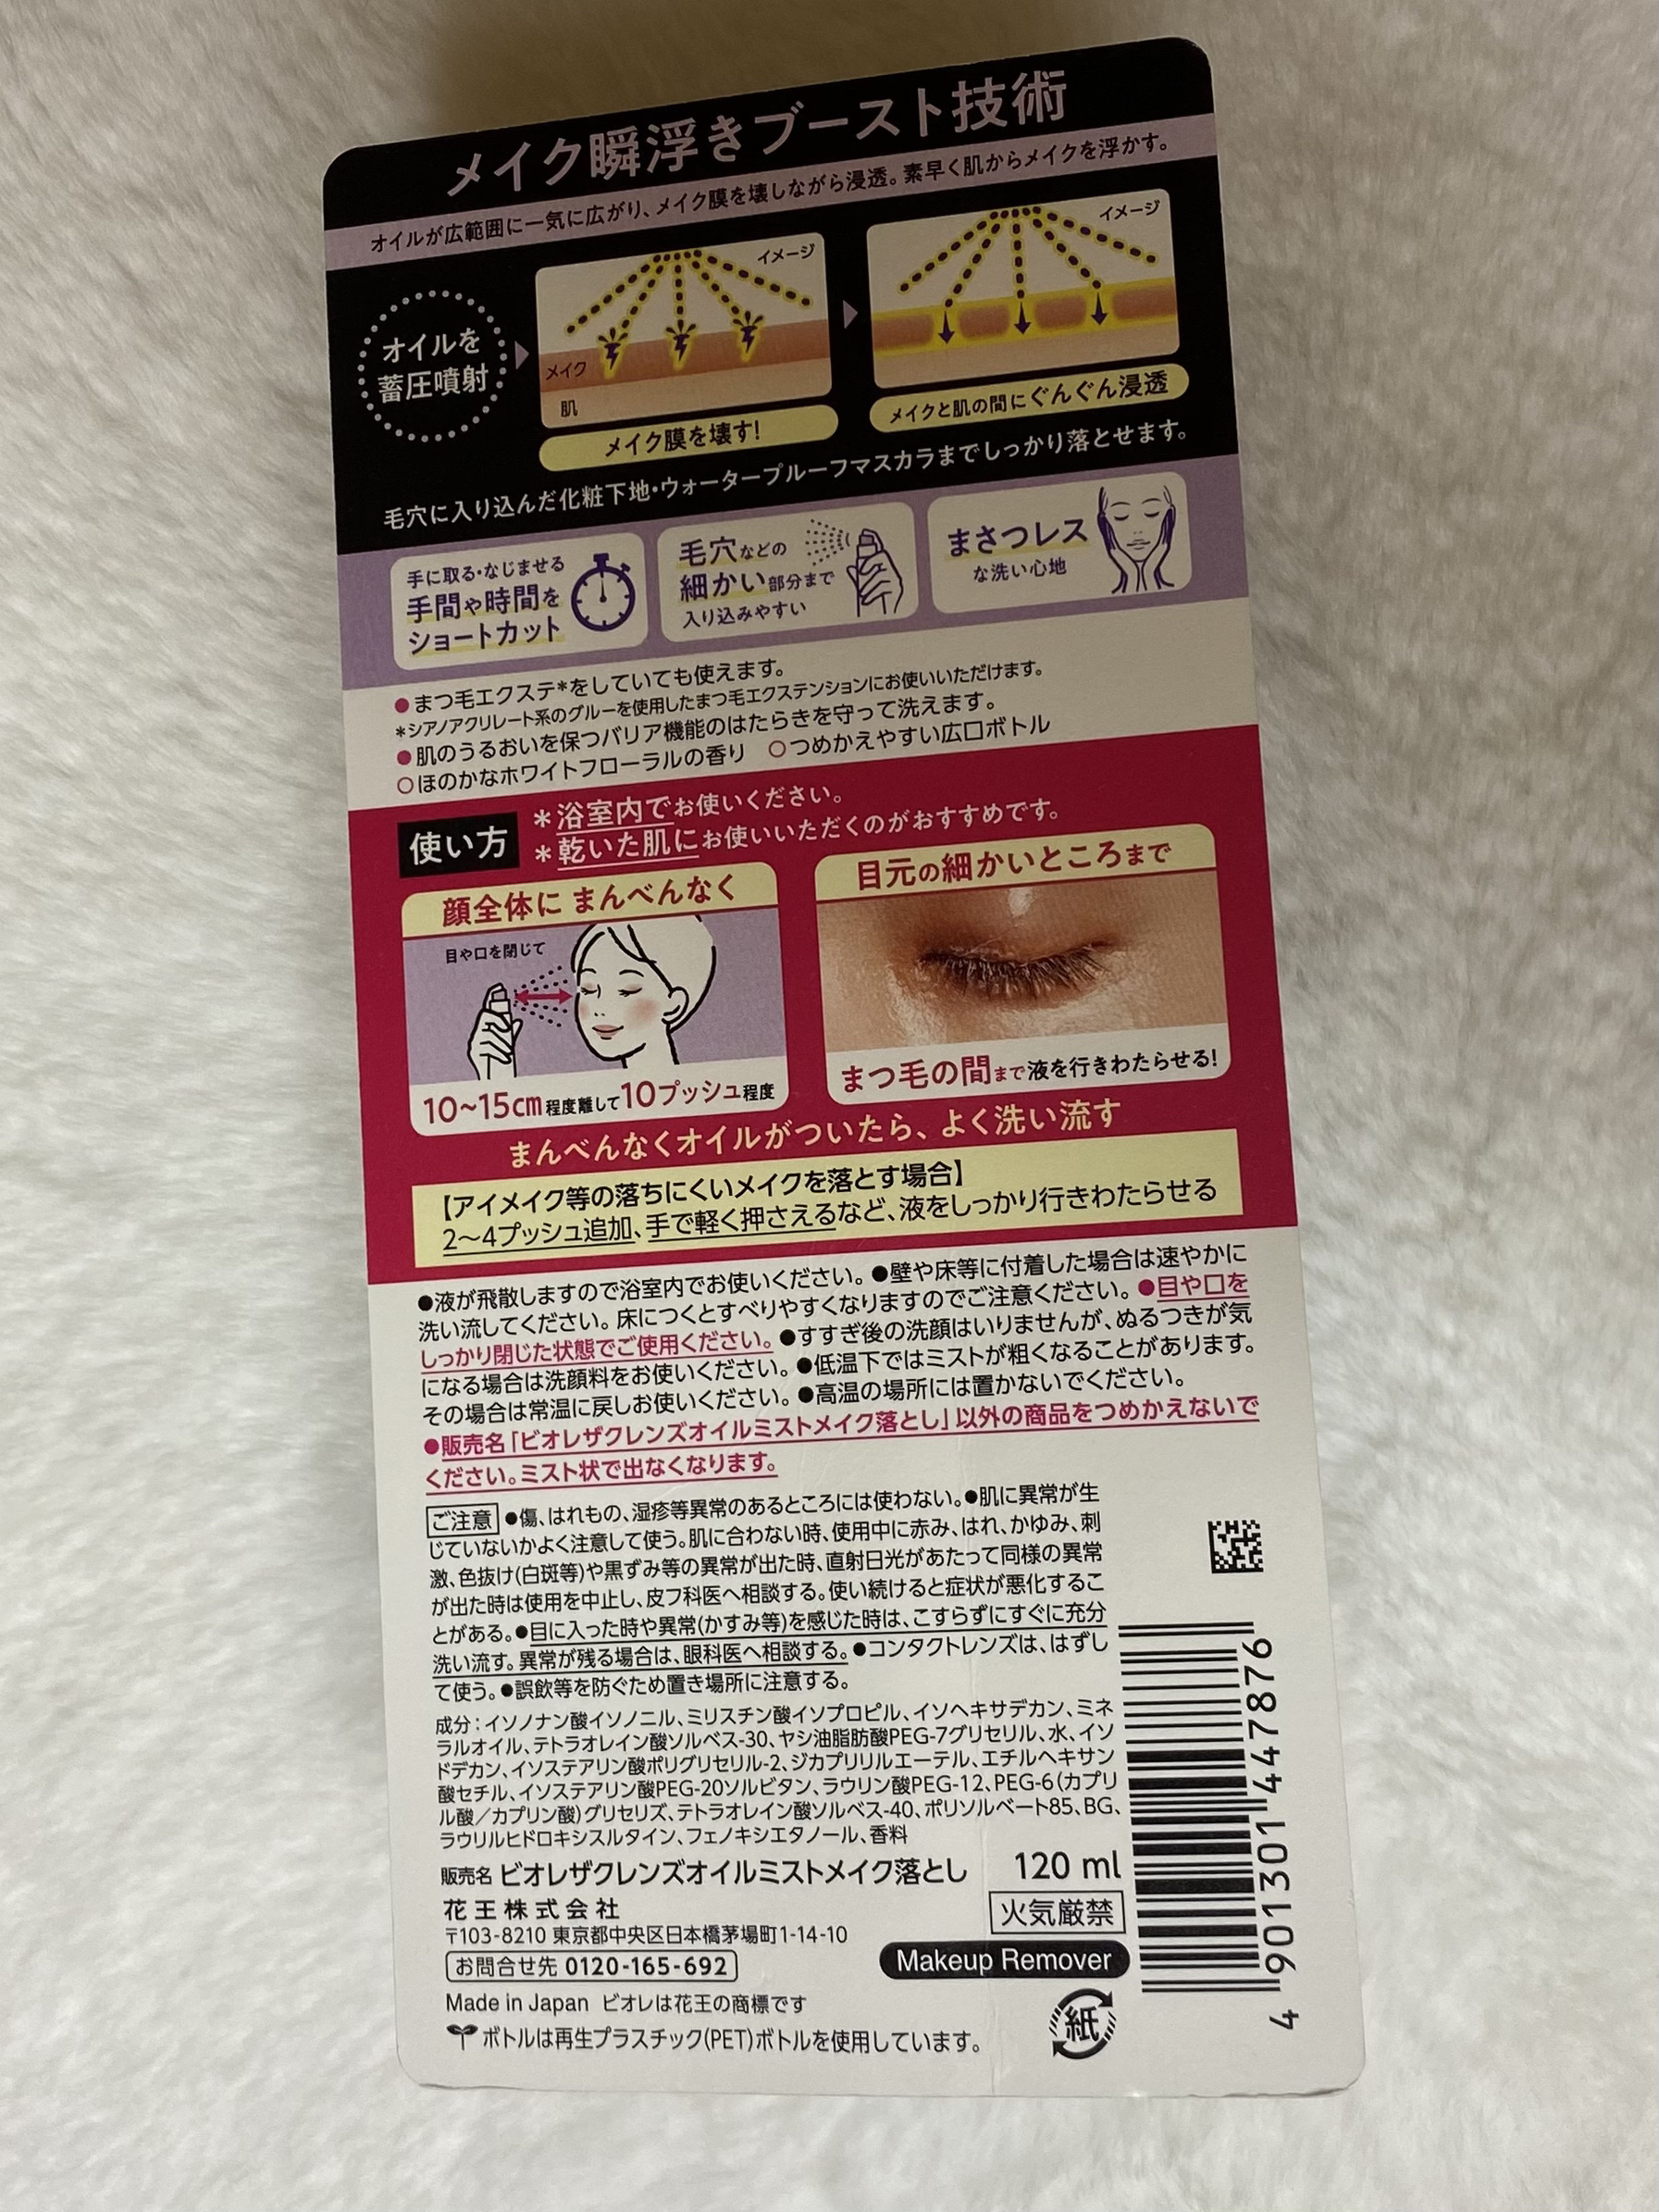 メイク瞬浮きブースト技術
オイルが広範囲に一気に広がり、メイク膜を壊しながら浸透。素早く肌からメイクを浮かす。
オイルを
蓄圧噴射
イメージ
メイク
肌
メイク膜を壊す!
イメージ
メイクと肌の間にぐんぐん浸透
毛穴に入り込んだ化粧下地・ウォータープルーフマスカラまでしっかり落とせます。
手に取る・なじませる
手間や時間を
ショートカット
毛穴などの
細かい部分まで
入り込みやすい
まさつレス
な洗い心地
●まつ毛エクステ*をしていても使えます。
*シアノアクリレート系のグルーを使用したまつ毛エクステンションにお使いいただけます。
●肌のうるおいを保つバリア機能のはたらきを守って洗えます。
○ほのかなホワイトフローラルの香り ○つめかえやすい広口ボトル
使い方
*浴室内でお使いください。
*乾いた肌にお使いいただくのがおすすめです。
顔全体に まんべんなく
目や口を閉じて
10~15cm程度離して10プッシュ程度
目元の細かいところまで
まつ毛の間まで液を行きわたらせる!
まんべんなくオイルがついたら、よく洗い流す
【アイメイク等の落ちにくいメイクを落とす場合】
2~4プッシュ追加、手で軽く押さえるなど、液をしっかり行きわたらせる
●液が飛散しますので浴室内でお使いください。●壁や床等に付着した場合は速やかに
洗い流してください。床につくとすべりやすくなりますのでご注意ください。●目や口を
しっかり閉じた状態でご使用ください。●すすぎ後の洗顔はいりませんが、ぬるつきが気
になる場合は洗顔料をお使いください。●低温下ではミストが粗くなることがあります。
その場合は常温に戻しお使いください。●高温の場所には置かないでください。
●販売名「ビオレザクレンズオイルミストメイク落とし」以外の商品をつめかえないで
ください。ミスト状で出なくなります。
ご注意 ●傷、はれもの、湿疹等異常のあるところには使わない。●肌に異常が生
じていないかよく注意して使う。肌に合わない時、使用中に赤み、はれ、かゆみ、刺
激、色抜け(白斑等)や黒ずみ等の異常が出た時、直射日光があたって同様の異常
が出た時は使用を中止し、皮フ科医へ相談する。使い続けると症状が悪化するこ
とがある。●目に入った時や異常(かすみ等)を感じた時は、こすらずにすぐに充分
洗い流す。異常が残る場合は、眼科医へ相談する。●コンタクトレンズは、はずし
て使う。●誤飲等を防ぐため置き場所に注意する。
成分:イソノナン酸イソノニル、ミリスチン酸イソプロピル、イソヘキサデカン、ミネ
ラルオイル、テトラオレイン酸ソルベス-30、ヤシ油脂肪酸PEG-7グリセリル、水、イソ
ドデカン、イソステアリン酸ポリグリセリル-2、ジカプリリルエーテル、エチルヘキサン
酸セチル、イソステアリン酸PEG-20ソルビタン、ラウリン酸PEG-12、PEG-6(カプリ
ル酸/カプリン酸)グリセリズ、テトラオレイン酸ソルベス-40、ポリソルベート85、BG、
ラウリルヒドロキシスルタイン、フェノキシエタノール、香料
販売名 ビオレザクレンズオイルミストメイク落とし 120 ml
花王株式会社
〒103-8210 東京都中央区日本橋茅場町1-14-10
火気厳禁
お問合せ先 0120-165-692
Makeup Remover
Made in Japan ビオレは花王の商標です
ボトルは再生プラスチック(PET)ボトルを使用しています。
紙
4 901301 447876